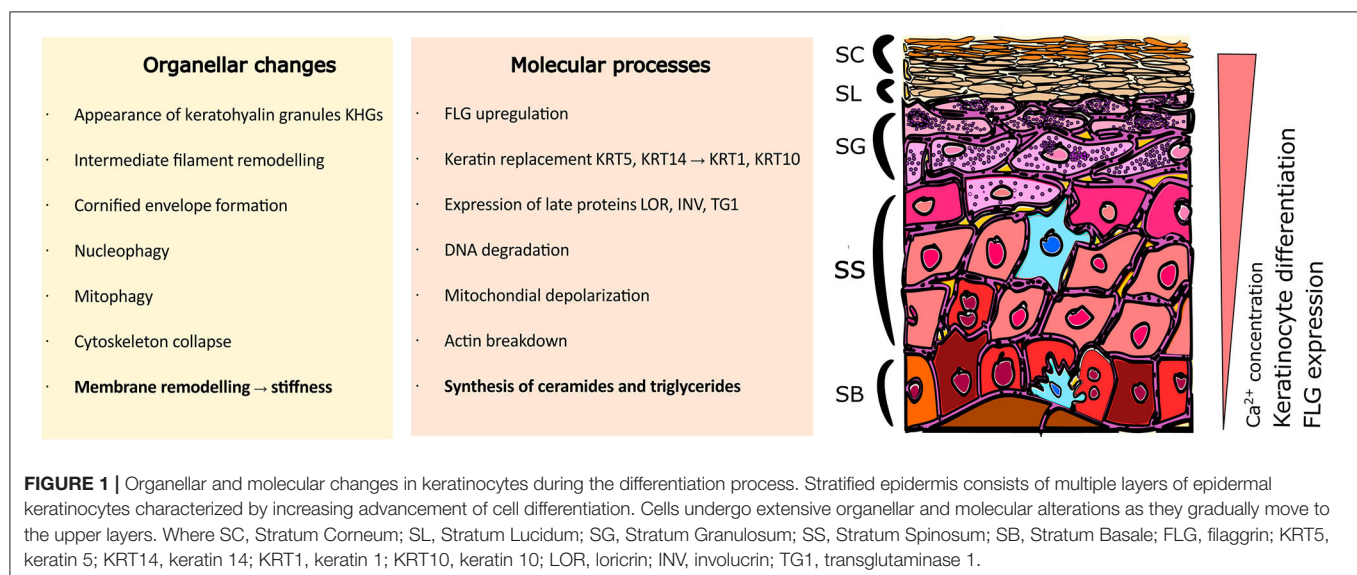 Organellar changes
· Appearance of keratohyalin granules KHGs
· Intermediate filament remodelling
· Cornified envelope formation
· Nucleophagy
· Mitophagy
· Cytoskeleton collapse
· Membrane remodelling → stiffness
Molecular processes
· FLG upregulation
· Keratin replacement KRT5, KRT14 → KRT1, KRT10
· Expression of late proteins LOR, INV, TG1
· DNA degradation
· Mitochondial depolarization
· Actin breakdown
· Synthesis of ceramides and triglycerides
SC
SL
SG
SS
SB
Ca²⁺ concentration
Keratinocyte differentiation
FLG expression
FIGURE 1 | Organellar and molecular changes in keratinocytes during the differentiation process. Stratified epidermis consists of multiple layers of epidermal
keratinocytes characterized by increasing advancement of cell differentiation. Cells undergo extensive organellar and molecular alterations as they gradually move to
the upper layers. Where SC, Stratum Corneum; SL, Stratum Lucidum; SG, Stratum Granulosum; SS, Stratum Spinosum; SB, Stratum Basale; FLG, filaggrin; KRT5,
keratin 5; KRT14, keratin 14; KRT1, keratin 1; KRT10, keratin 10; LOR, loricrin; INV, involucrin; TG1, transglutaminase 1.